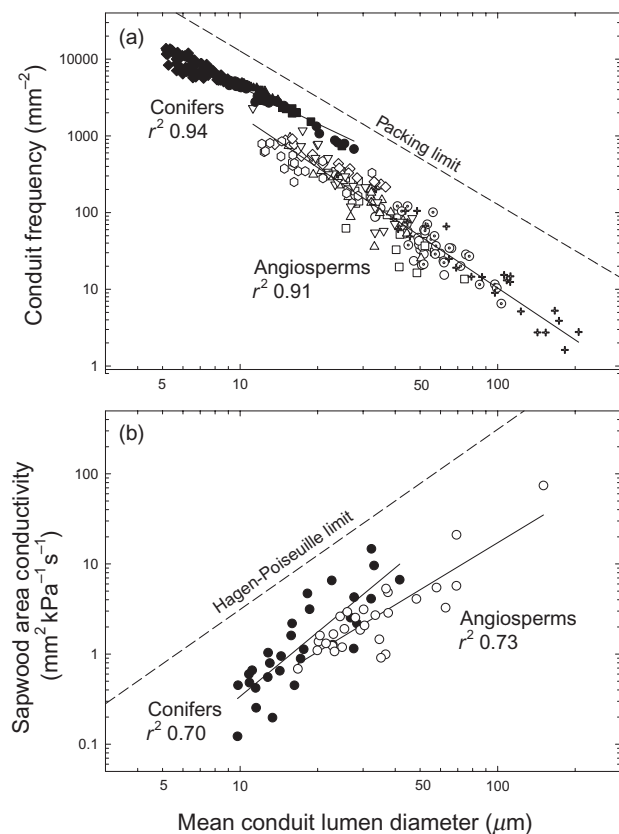 (a)
Conduit frequency (mm⁻²)
10000
1000
100
10
1
Conifers
r² 0.94
Packing limit
Angiosperms
r² 0.91
5
10
50
100
(b)
Sapwood area conductivity
(mm² kPa⁻¹ s⁻¹)
100
10
1
0.1
Hagen-Poiseuille limit
Angiosperms
r² 0.73
Conifers
r² 0.70
5
10
50
100
Mean conduit lumen diameter (μm)